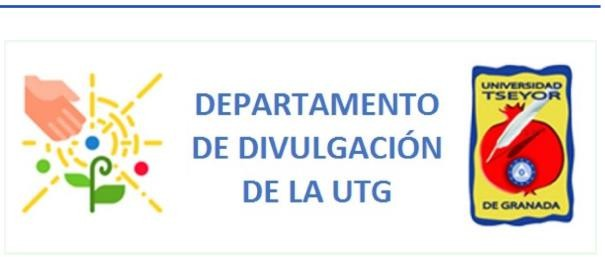 DEPARTAMENTO
DE DIVULGACIÓN
DE LA UTG
UNIVERSIDAD
TSEYOR
DE GRANADA